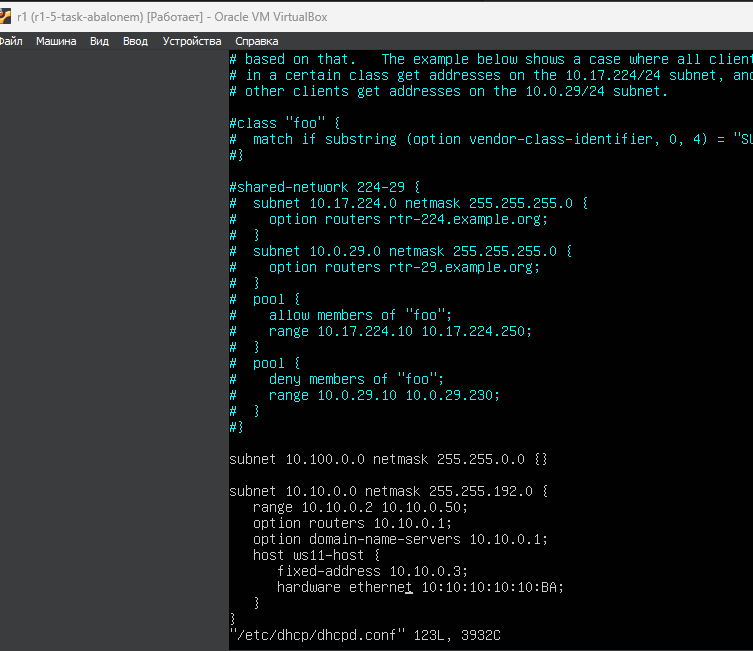 r1 (r1-5-task-abalonem) [Работает] - Oracle VM VirtualBox
Файл Машина Вид Ввод Устройства Справка
# based on that.   The example below shows a case where all client
# in a certain class get addresses on the 10.17.224/24 subnet, and
# other clients get addresses on the 10.0.29/24 subnet.
#class "foo" {
#  match if substring (option vendor-class-identifier, 0, 4) = "SU
#}
#shared-network 224-29 {
#  subnet 10.17.224.0 netmask 255.255.255.0 {
#    option routers rtr-224.example.org;
#  }
#  subnet 10.0.29.0 netmask 255.255.255.0 {
#    option routers rtr-29.example.org;
#  }
#  pool {
#    allow members of "foo";
#    range 10.17.224.10 10.17.224.250;
#  }
#  pool {
#    deny members of "foo";
#    range 10.0.29.10 10.0.29.230;
#  }
#}
subnet 10.100.0.0 netmask 255.255.0.0 {}
subnet 10.10.0.0 netmask 255.255.192.0 {
   range 10.10.0.2 10.10.0.50;
   option routers 10.10.0.1;
   option domain-name-servers 10.10.0.1;
   host ws11-host {
      fixed-address 10.10.0.3;
      hardware ethernet 10:10:10:10:10:BA;
   }
}
"/etc/dhcp/dhcpd.conf" 123L, 3932C